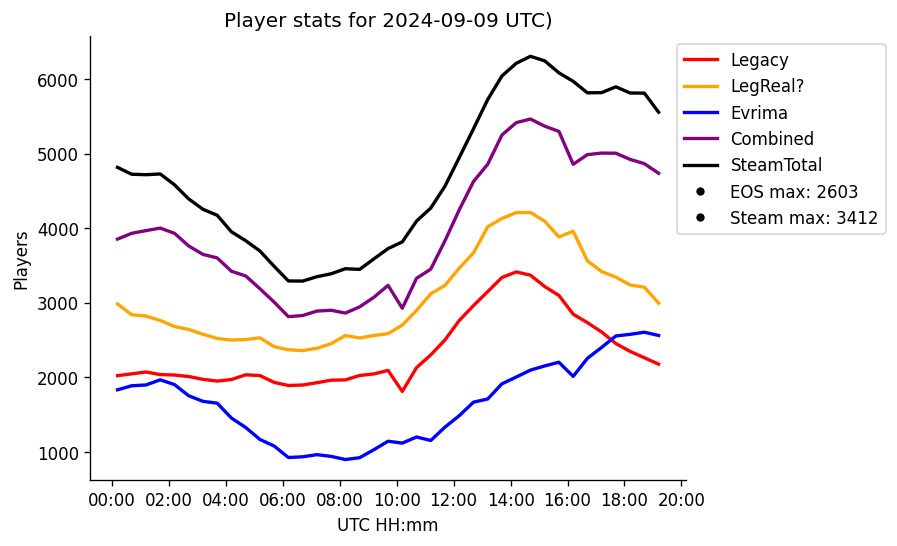 Player stats for 2024-09-09 UTC)
Legacy
LegReal?
Evrima
Combined
SteamTotal
EOS max: 2603
Steam max: 3412
Players
6000
5000
4000
3000
2000
1000
00:00 02:00 04:00 06:00 08:00 10:00 12:00 14:00 16:00 18:00 20:00
UTC HH:mm